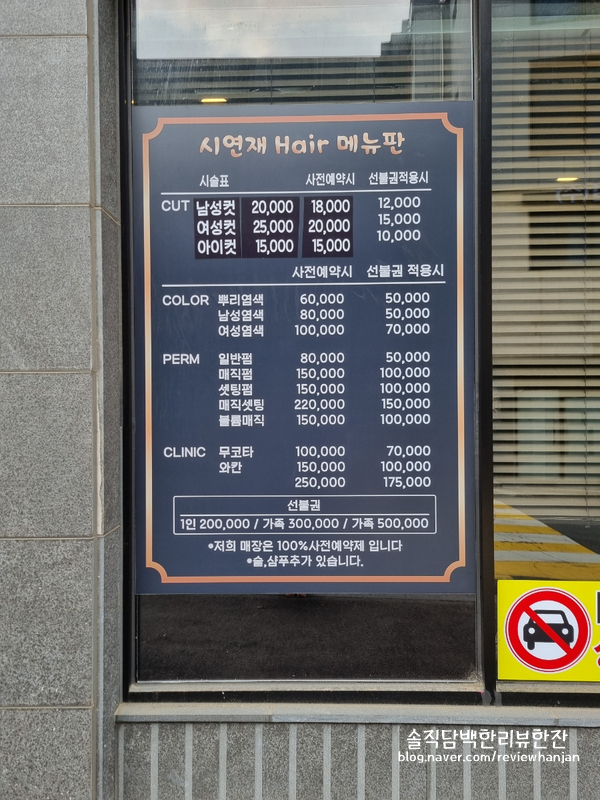 시연재 Hair 메뉴판
시술표 사전예약시 선불권적용시
CUT 남성컷 20,000 18,000 12,000
여성컷 25,000 20,000 15,000
아이컷 15,000 15,000 10,000
사전예약시 선불권 적용시
COLOR 뿌리염색 60,000 50,000
남성염색 80,000 50,000
여성염색 100,000 70,000
PERM 일반펌 80,000 50,000
매직펌 150,000 100,000
셋팅펌 150,000 100,000
매직셋팅 220,000 150,000
볼륨매직 150,000 100,000
CLINIC 무코타 100,000 70,000
와칸 150,000 100,000
250,000 175,000
선불권
1인 200,000 / 가족 300,000 / 가족 500,000
*저희 매장은 100%사전예약제 입니다
*숱,샴푸추가 있습니다.
솔직담백한리뷰한잔
blog.naver.com/reviewhanjan